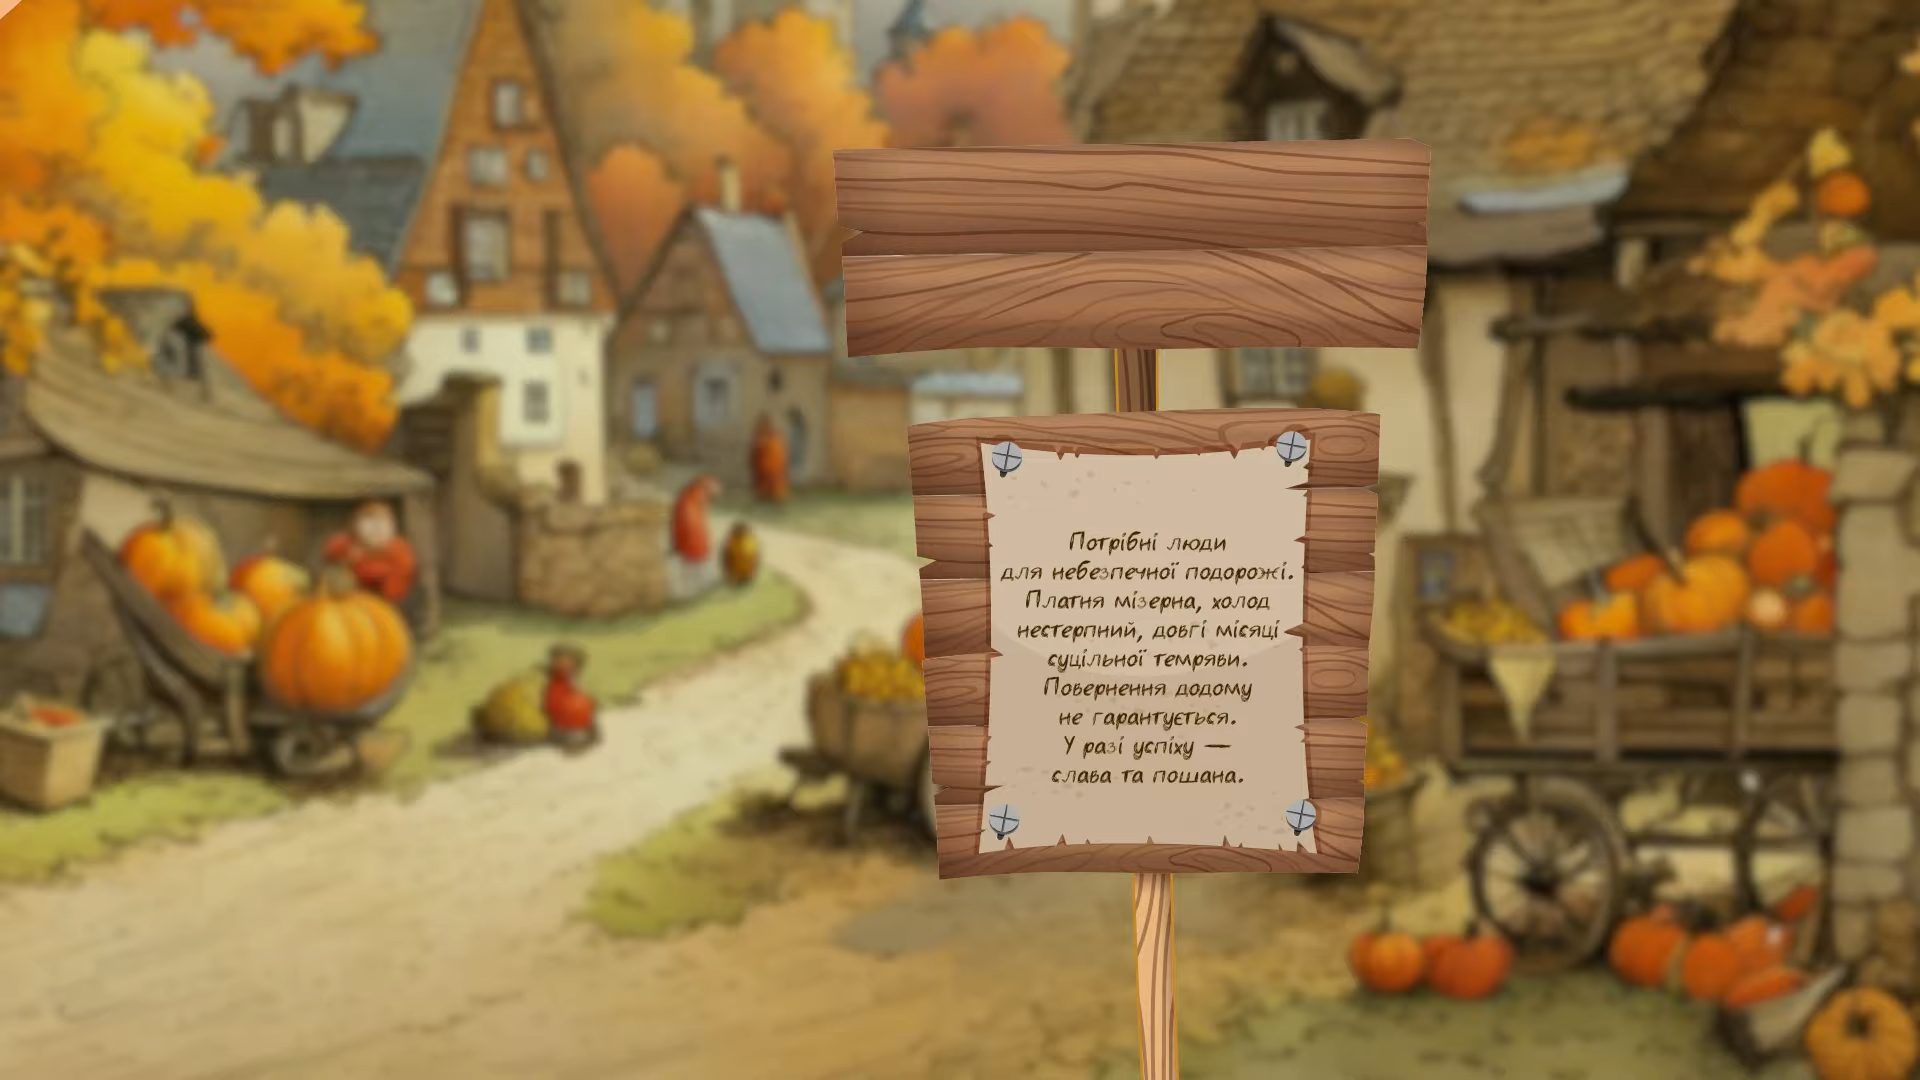 Потрібні люди
для небезпечної подорожі.
Платня мізерна, холод
нестерпний, довгі місяці
суцільної темряви.
Повернення додому
не гарантується.
У разі успіху —
слава та пошана.